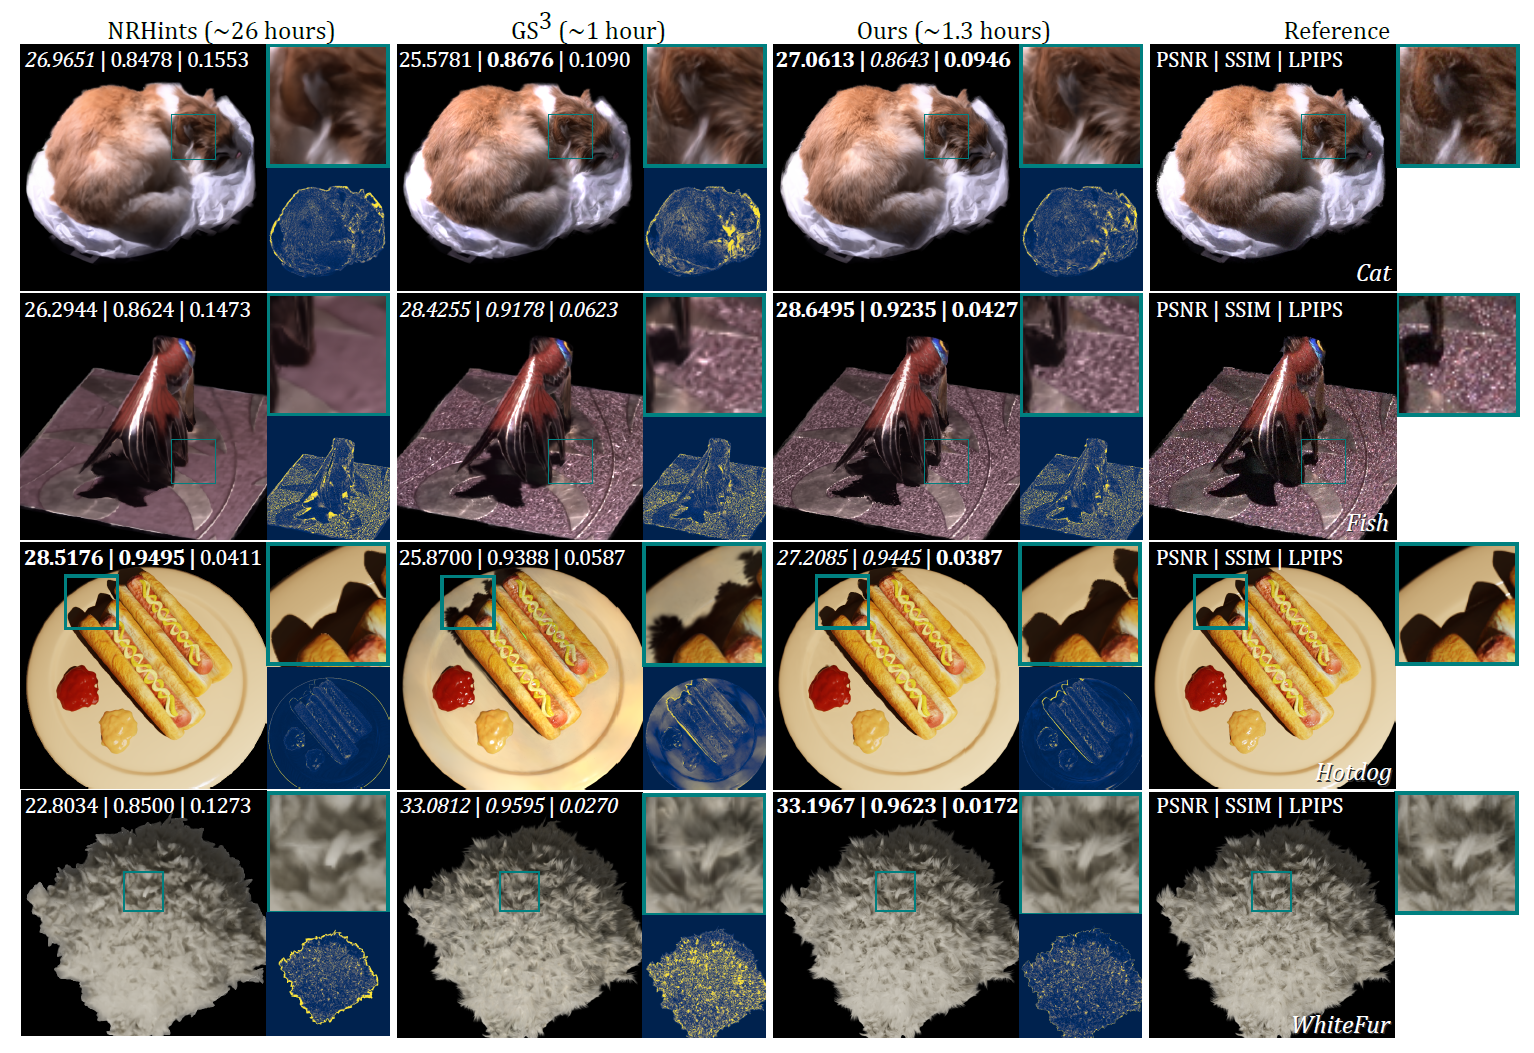 NRHints (~26 hours) GS3 (~1 hour) Ours (~1.3 hours) Reference
26.9651 | 0.8478 | 0.1553 25.5781 | 0.8676 | 0.1090 27.0613 | 0.8643 | 0.0946 PSNR | SSIM | LPIPS
Cat
26.2944 | 0.8624 | 0.1473 28.4255 | 0.9178 | 0.0623 28.6495 | 0.9235 | 0.0427 PSNR | SSIM | LPIPS
Fish
28.5176 | 0.9495 | 0.0411 25.8700 | 0.9388 | 0.0587 27.2085 | 0.9445 | 0.0387 PSNR | SSIM | LPIPS
Hotdog
22.8034 | 0.8500 | 0.1273 33.0812 | 0.9595 | 0.0270 33.1967 | 0.9623 | 0.0172 PSNR | SSIM | LPIPS
WhiteFur